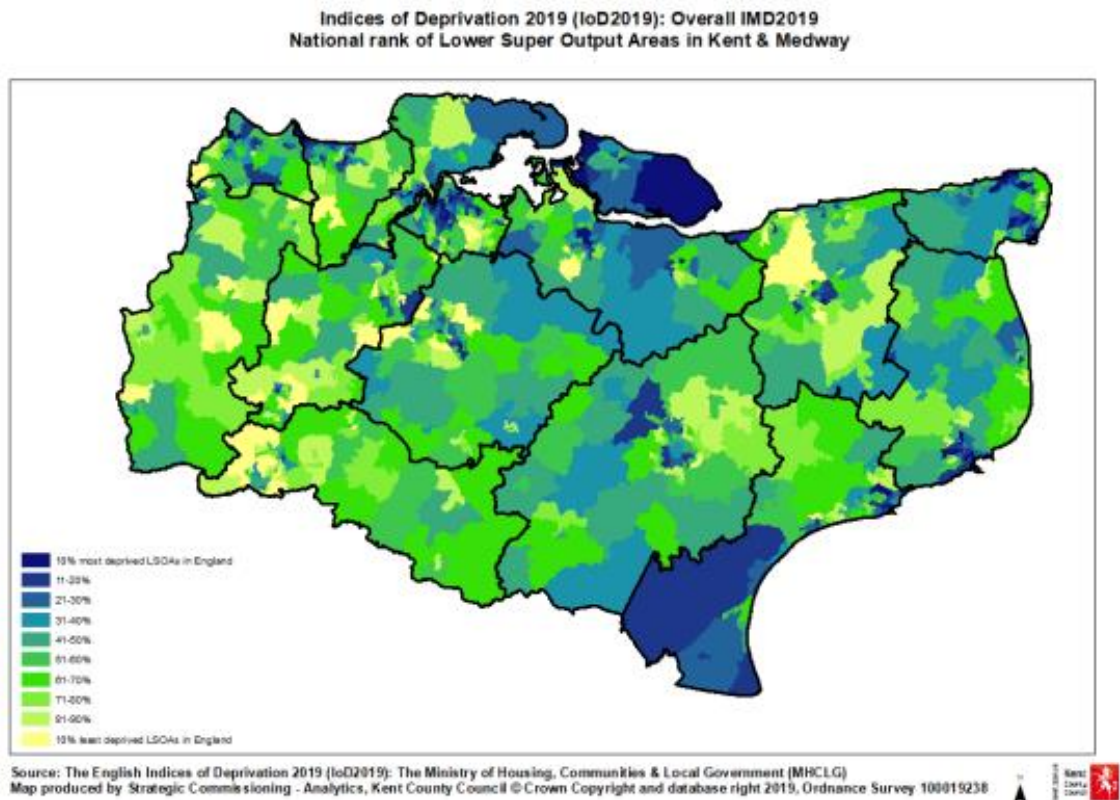 Indices of Deprivation 2019 (IoD2019): Overall IMD2019
National rank of Lower Super Output Areas in Kent & Medway
10% most deprived LSOAs in England
11-20%
21-30%
31-40%
41-50%
51-60%
61-70%
71-80%
81-90%
10% least deprived LSOAs in England
Source: The English Indices of Deprivation 2019 (IoD2019): The Ministry of Housing, Communities & Local Government (MHCLG)
Map produced by Strategic Commissioning - Analytics, Kent County Council © Crown Copyright and database right 2019, Ordnance Survey 100019238
Kent
County
Council